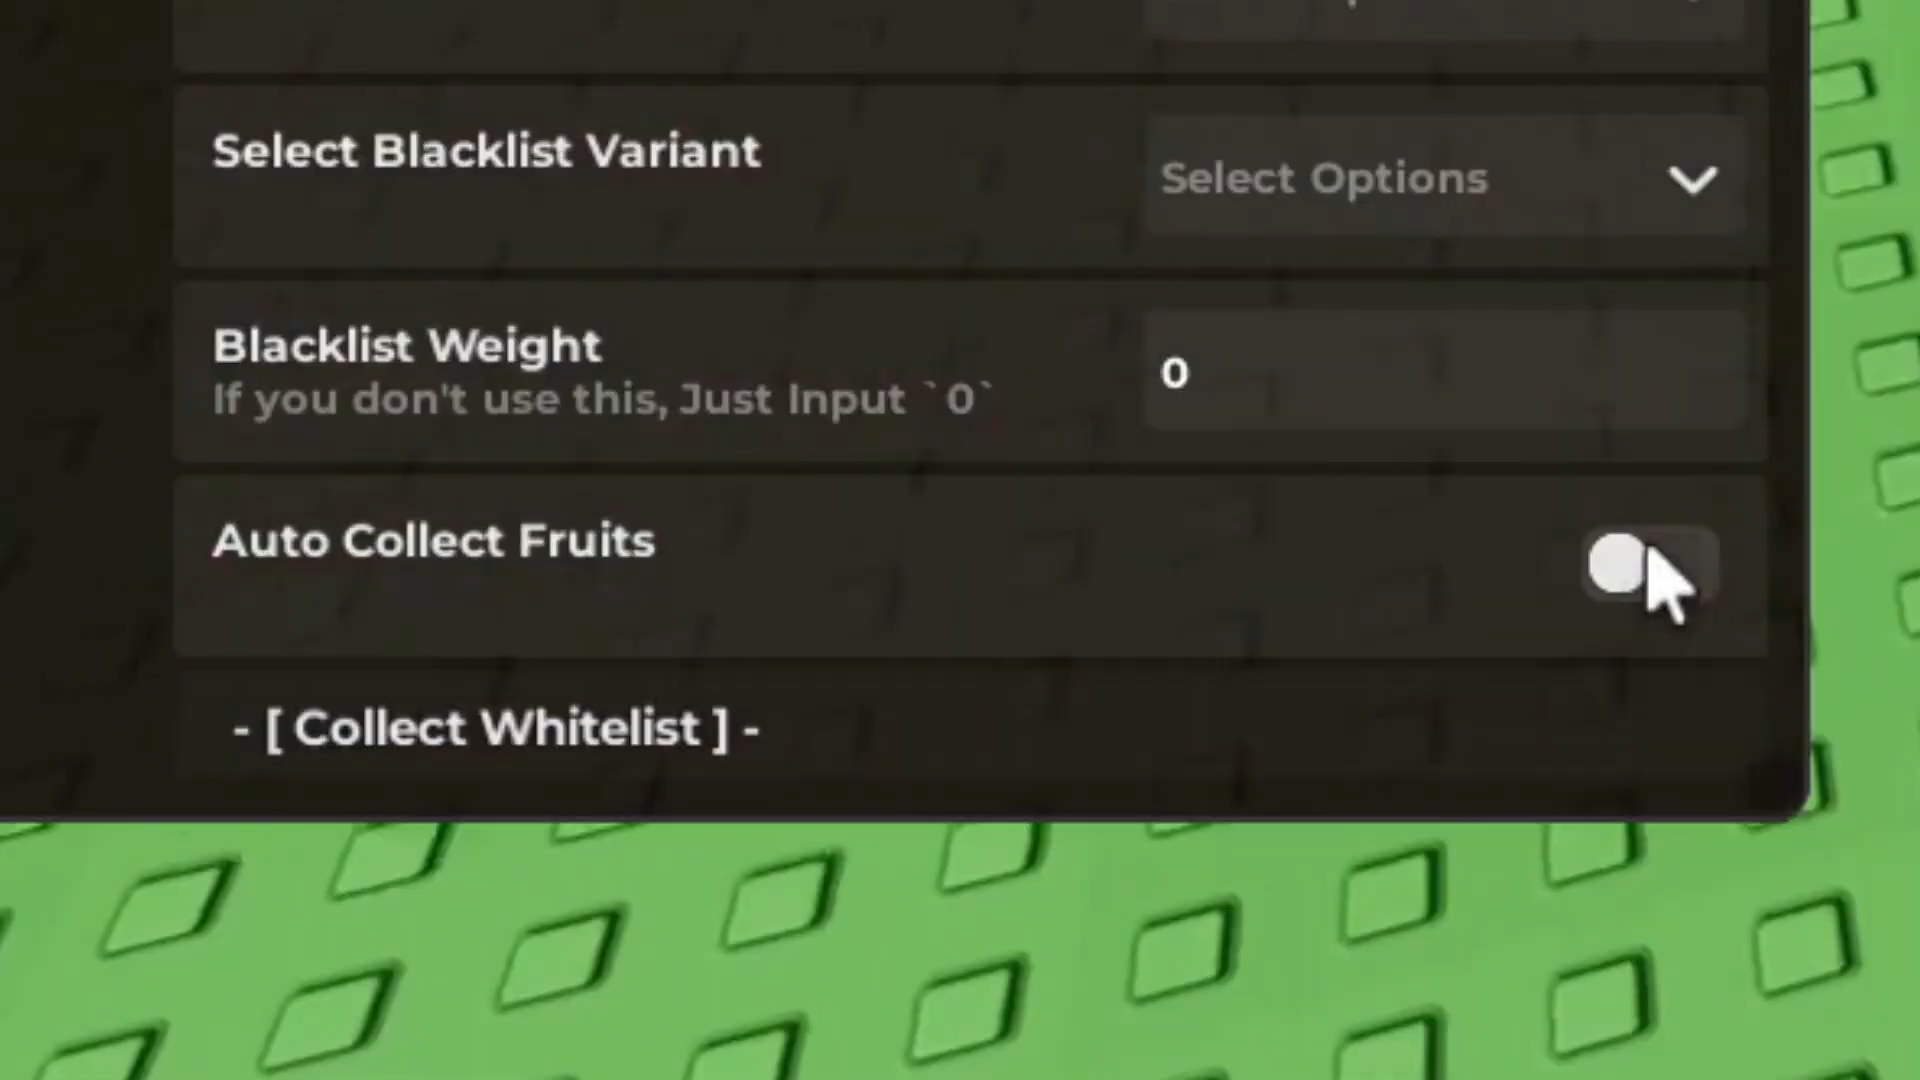 Select Blacklist Variant
Select Options
Blacklist Weight
If you don't use this, Just Input `0`
0
Auto Collect Fruits
- [ Collect Whitelist ] -